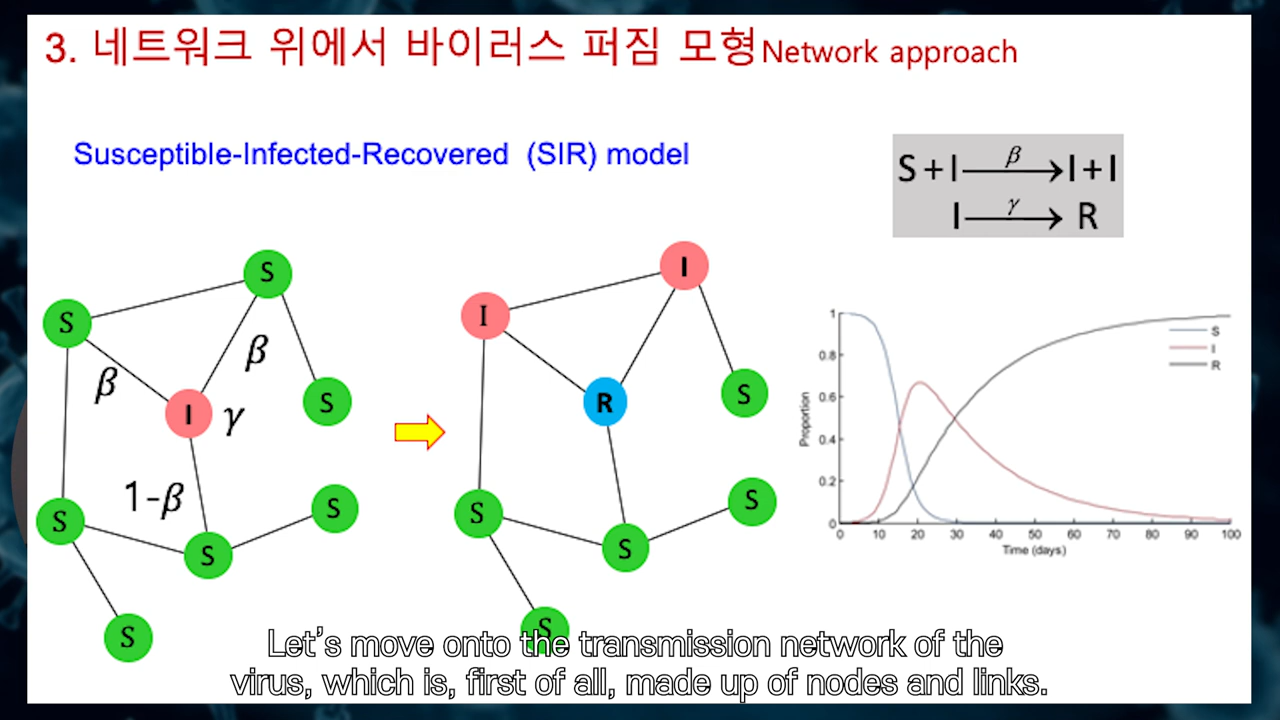 3. 네트워크 위에서 바이러스 퍼짐 모형Network approach
Susceptible-Infected-Recovered (SIR) model
S+I β I+I
I γ R
S
S
β
β
I
γ
S
1-β
S
S
S
S
I
I
R
S
S
S
S
S
1
0.8
0.6
0.4
0.2
0
Proportion
0 10 20 30 40 50 60 70 80 90 100
Time (days.)
S
I
R
Let's move onto the transmission network of the
virus, which is, first of all, made up of nodes and links.